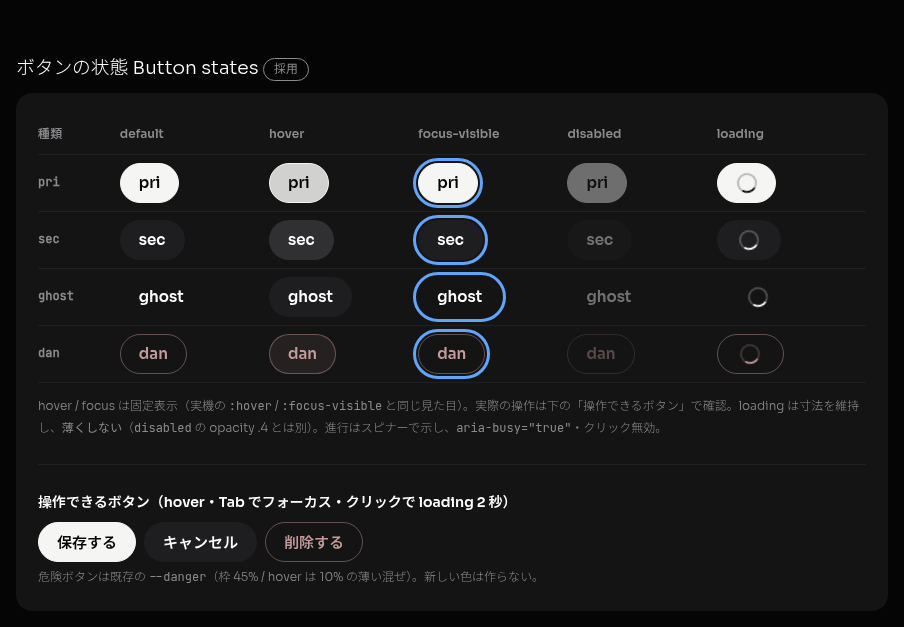 ボタンの状態 Button states 採用
種類 default hover focus-visible disabled loading
pri pri pri pri pri
sec sec sec sec sec
ghost ghost ghost ghost ghost
dan dan dan dan dan
hover / focus は固定表示（実機の :hover / :focus-visible と同じ見た目）。実際の操作は下の「操作できるボタン」で確認。loading は寸法を維持
し、薄くしない（disabled の opacity .4 とは別）。進行はスピナーで示し、aria-busy="true"・クリック無効。
操作できるボタン（hover・Tab でフォーカス・クリックで loading 2 秒）
保存する キャンセル 削除する
危険ボタンは既存の --danger（枠 45% / hover は 10% の薄い混ぜ）。新しい色は作らない。